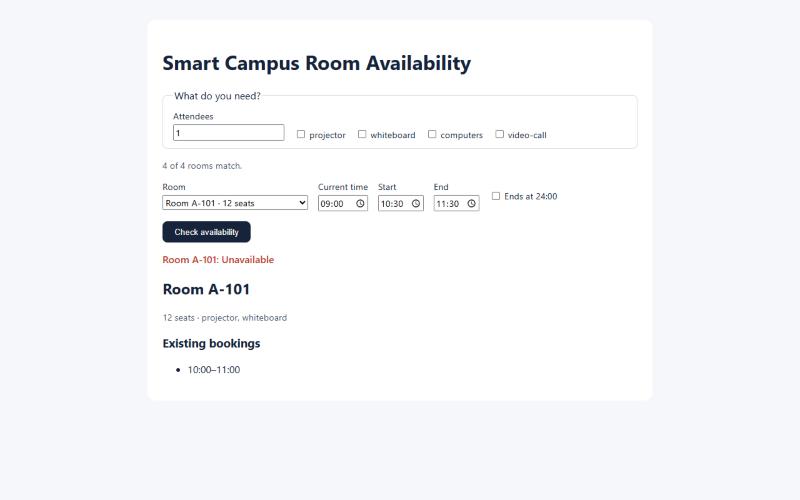 Smart Campus Room Availability
What do you need?
Attendees
1 projector whiteboard computers video-call
4 of 4 rooms match.
Room Current time Start End
Room A-101 · 12 seats 09:00 10:30 11:30 Ends at 24:00
Check availability
Room A-101: Unavailable
Room A-101
12 seats · projector, whiteboard
Existing bookings
10:00–11:00